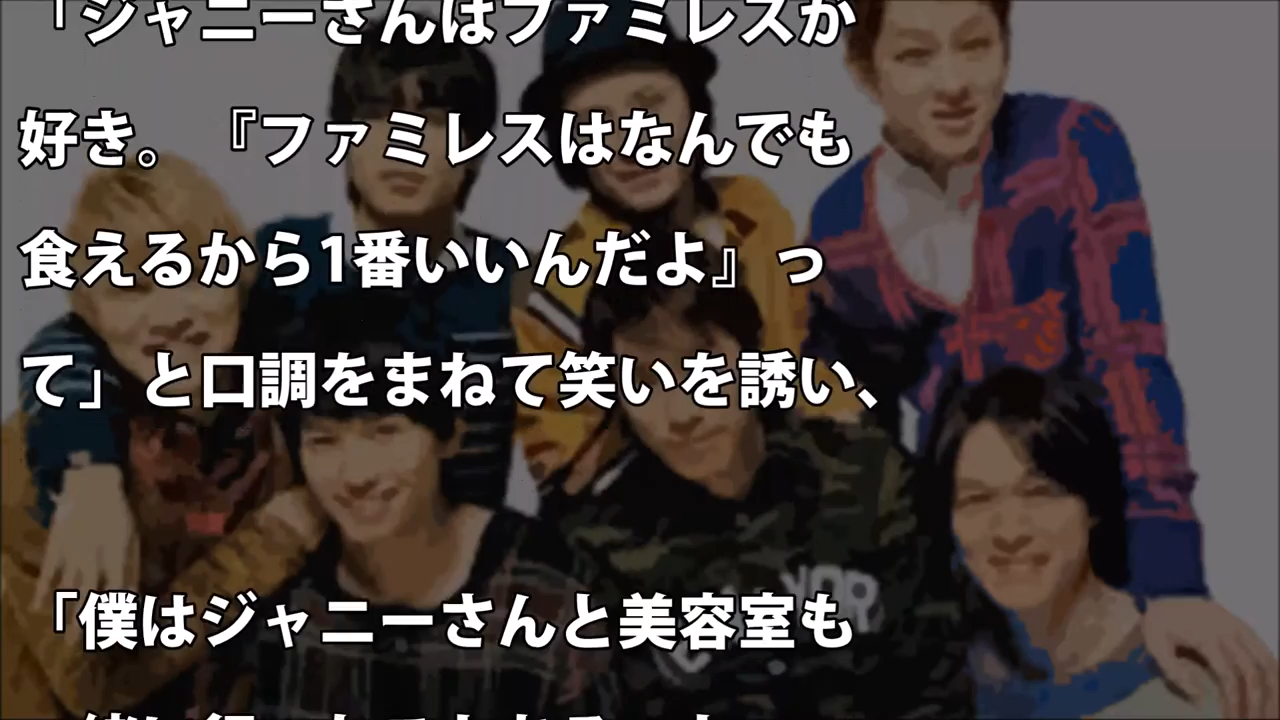 「ジャニーさんはファミレスが
好き。『ファミレスはなんでも
食えるから1番いいんだよ』っ
て」と口調をまねて笑いを誘い、
「僕はジャニーさんと美容室も